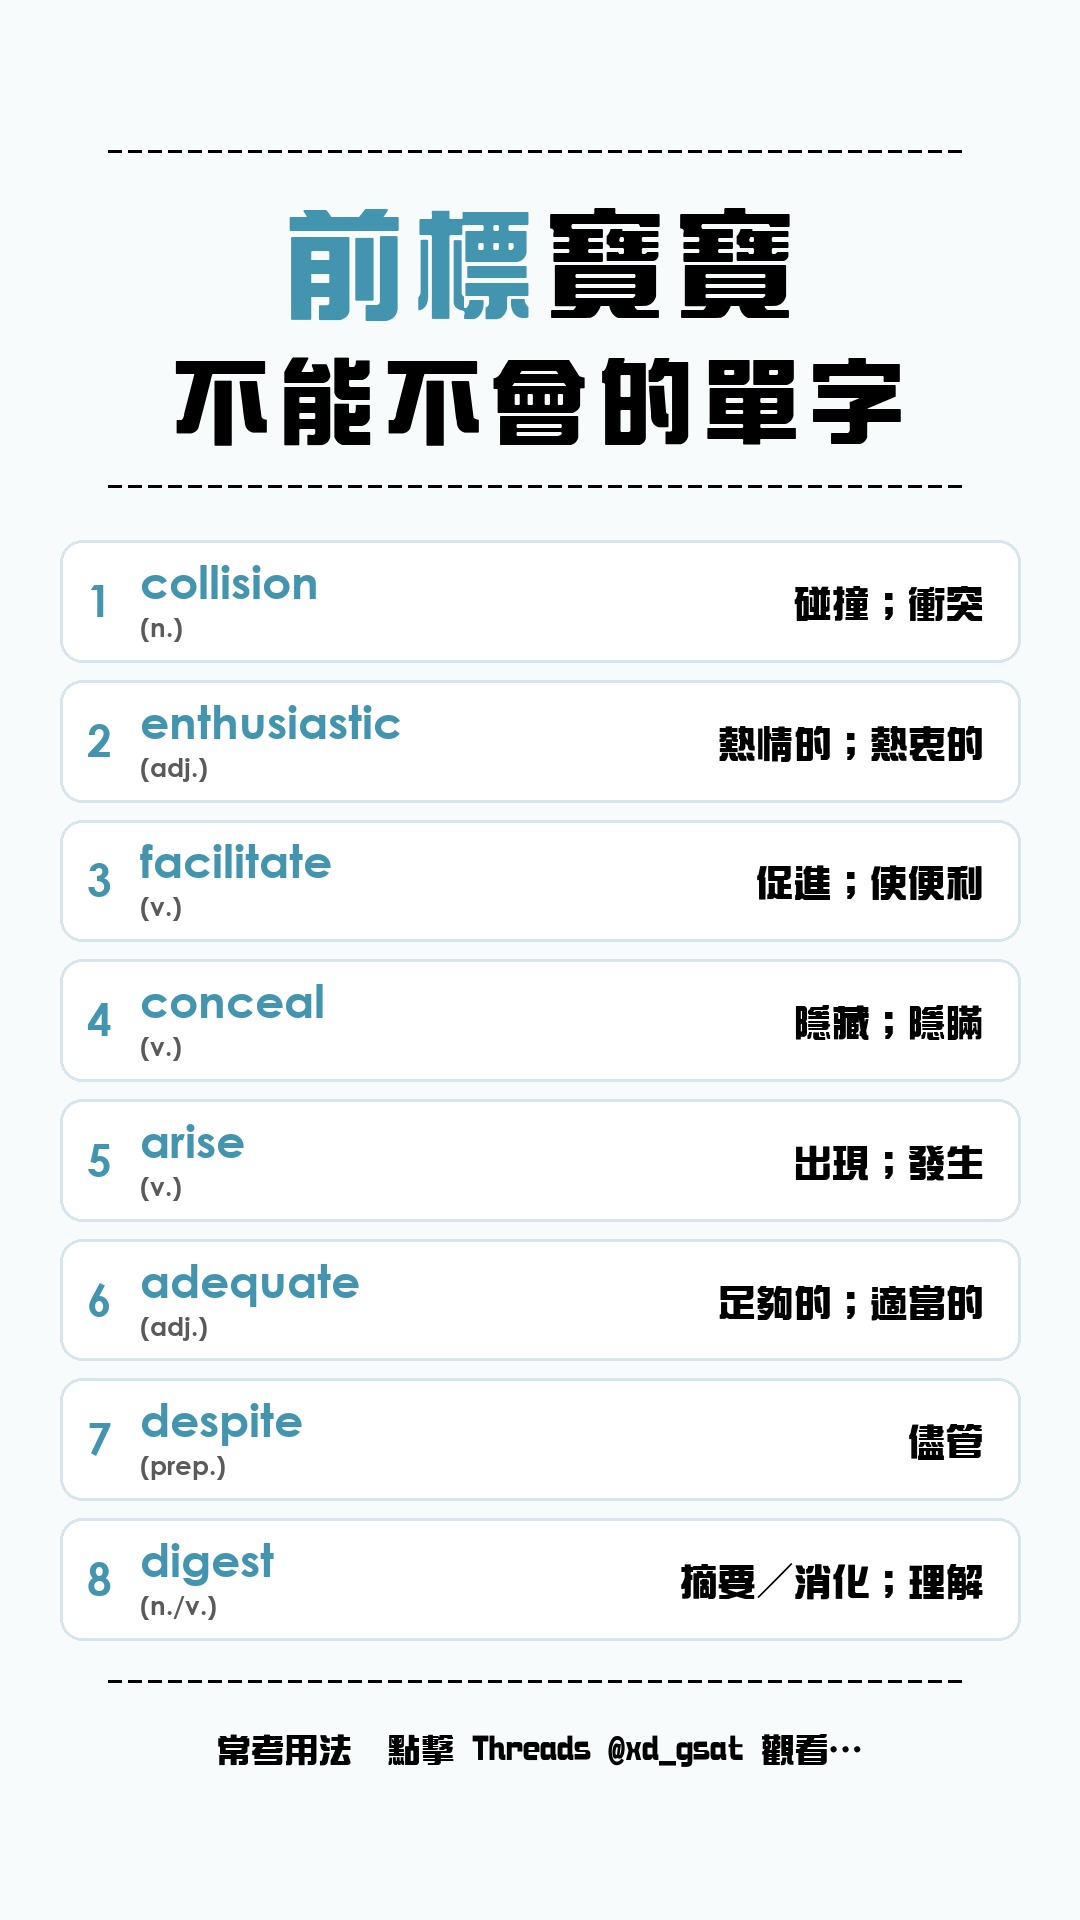 前標寶寶
不能不會的單字
1 collision 碰撞；衝突
(n.)
2 enthusiastic 熱情的；熱衷的
(adj.)
3 facilitate 促進；使便利
(v.)
4 conceal 隱藏；隱瞞
(v.)
5 arise 出現；發生
(v.)
6 adequate 足夠的；適當的
(adj.)
7 despite 儘管
(prep.)
8 digest 摘要／消化；理解
(n./v.)
常考用法　點擊 Threads @xd_gsat 觀看…